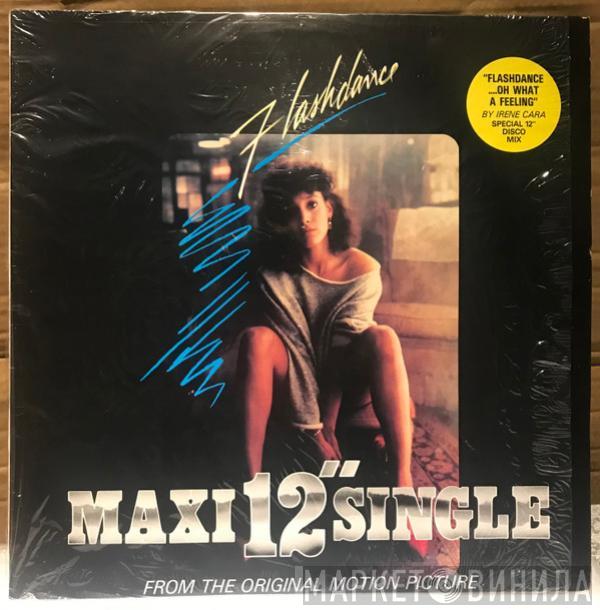 Flashdance
"FLASHDANCE
....OH WHAT
A FEELING"
BY IRENE CARA
SPECIAL 12"
DISCO
MIX
MAXI 12" SINGLE
FROM THE ORIGINAL MOTION PICTURE
МАРКЕТ ВИНИЛА